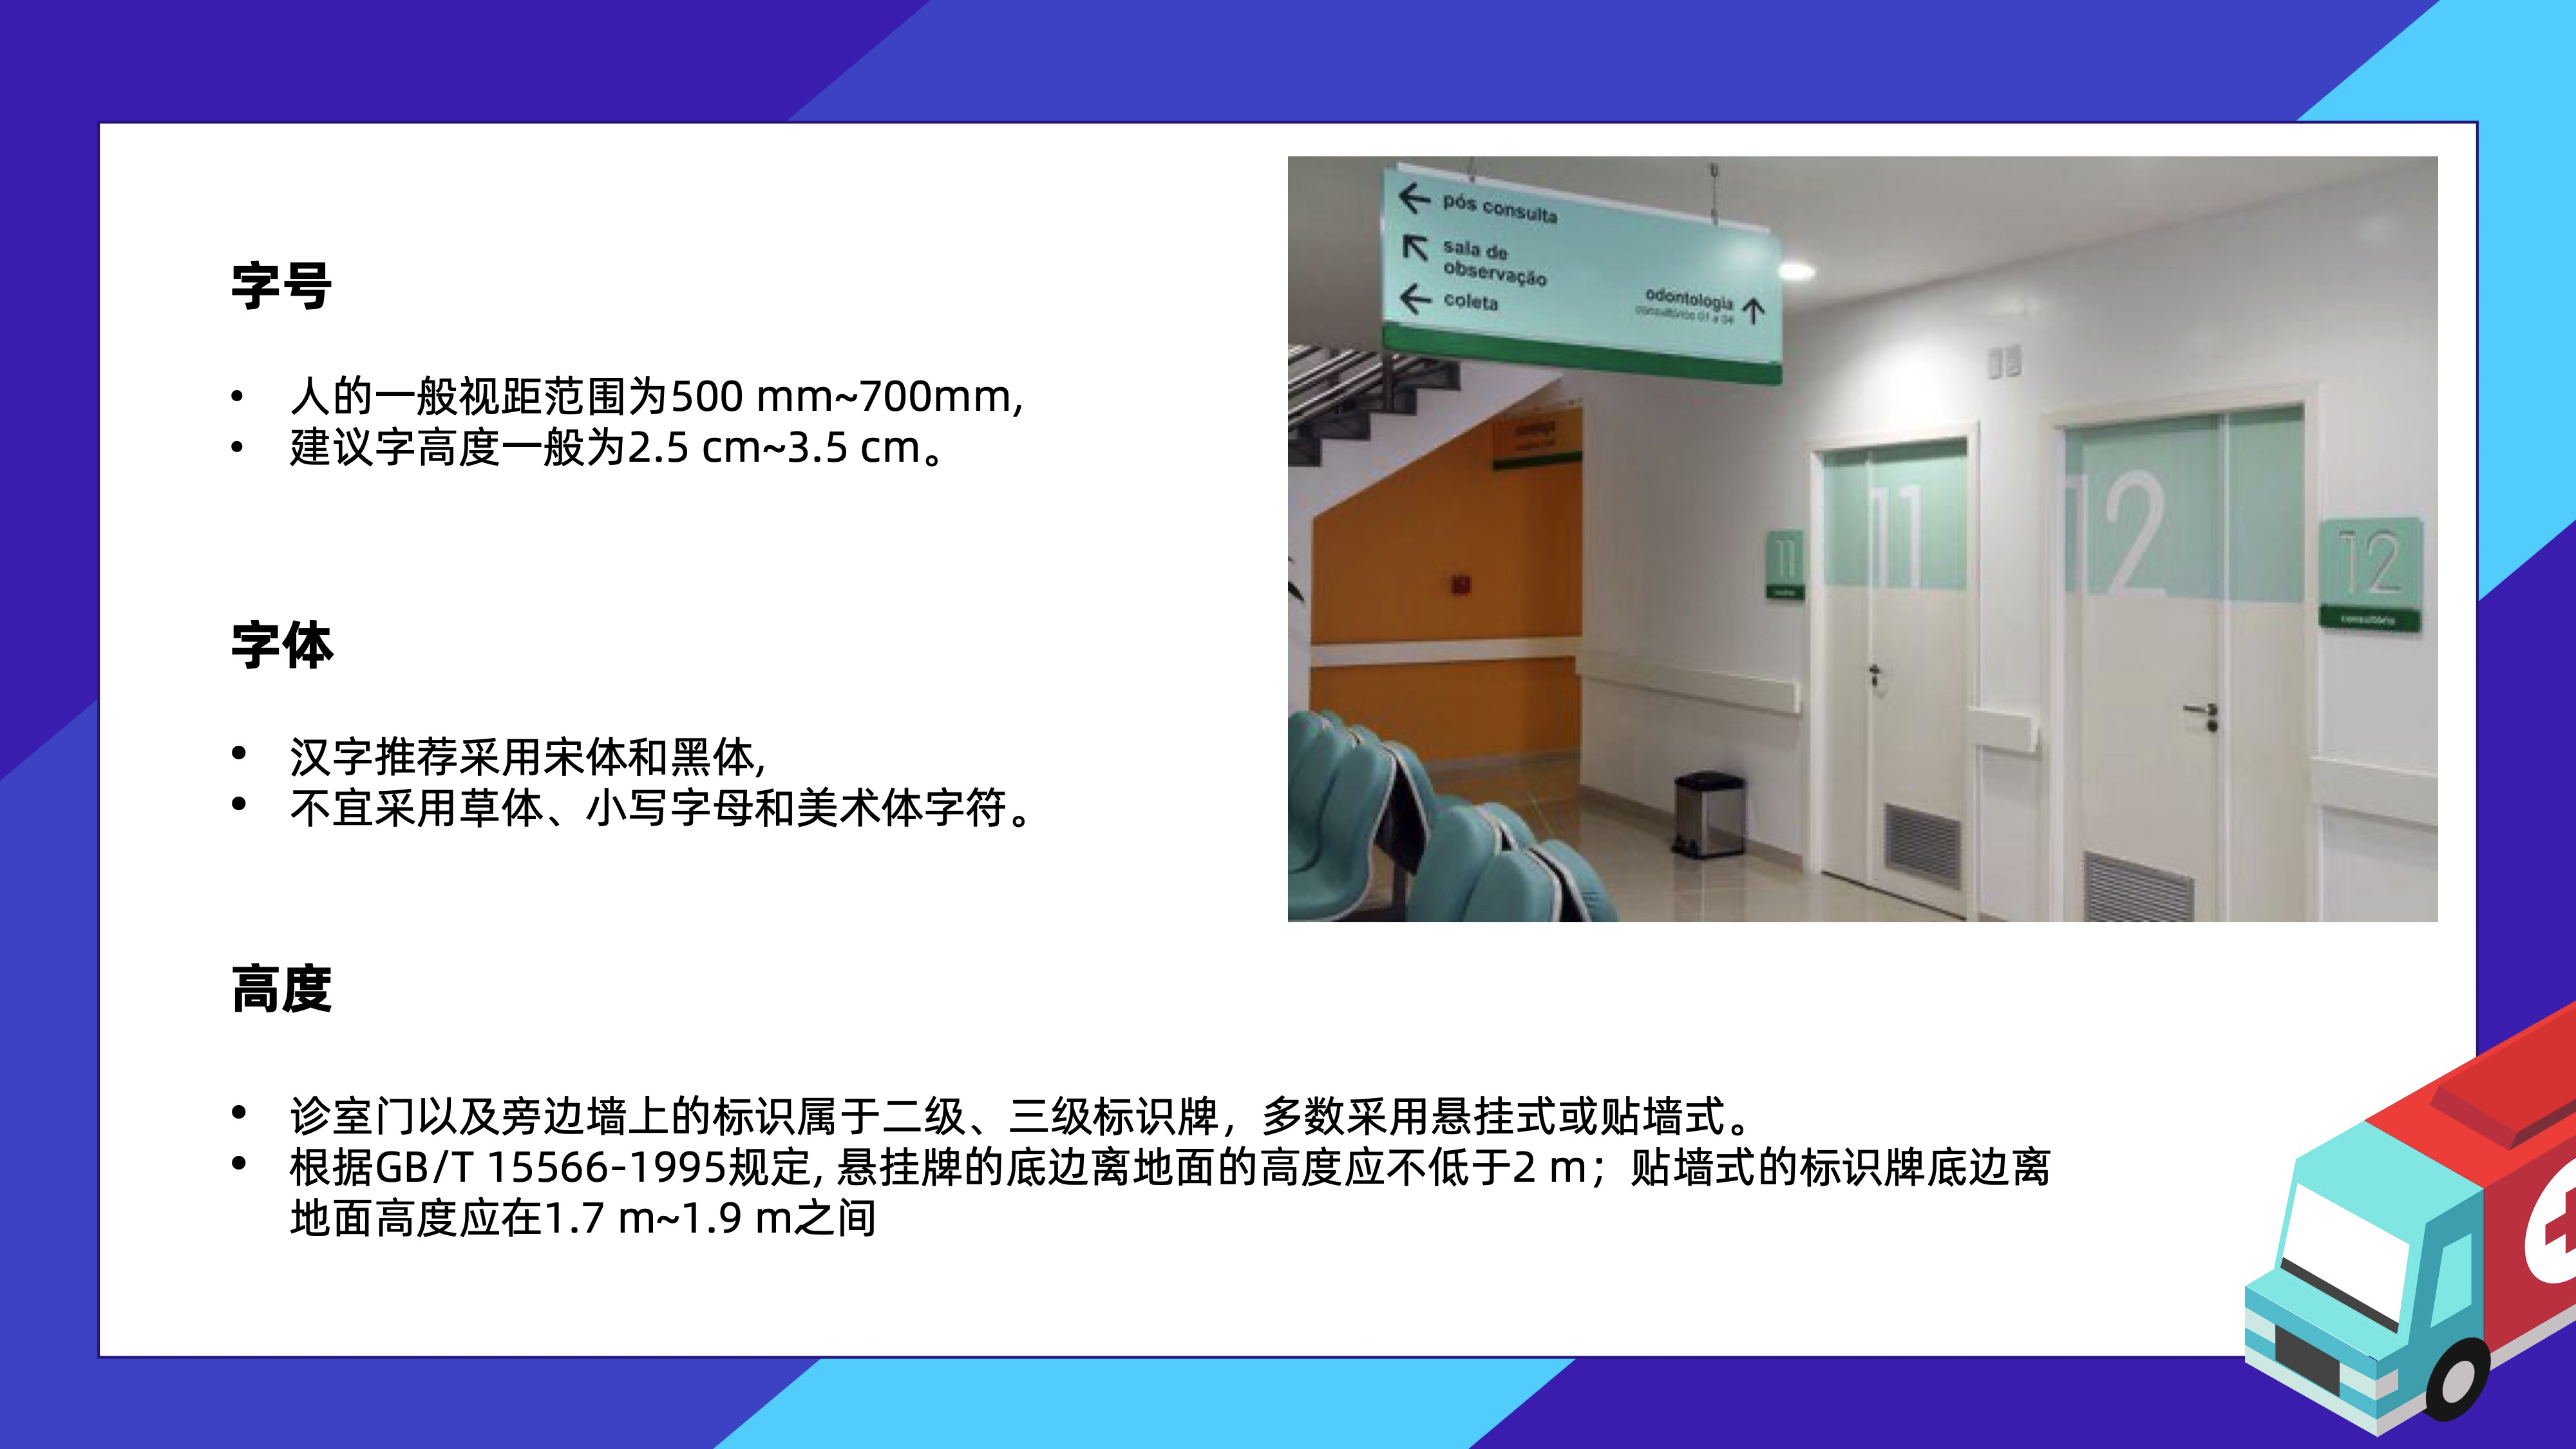 字号
• 人的一般视距范围为500 mm~700mm,
• 建议字高度一般为2.5 cm~3.5 cm。
字体
• 汉字推荐采用宋体和黑体,
• 不宜采用草体、小写字母和美术体字符。
高度
• 诊室门以及旁边墙上的标识属于二级、三级标识牌，多数采用悬挂式或贴墙式。
• 根据GB/T 15566-1995规定, 悬挂牌的底边离地面的高度应不低于2 m；贴墙式的标识牌底边离
地面高度应在1.7 m~1.9 m之间
← pós consulta
↖ sala de
observação
← coleta
odontologia ↑
consultórios 01 a 04
11
11
12
12
consultório